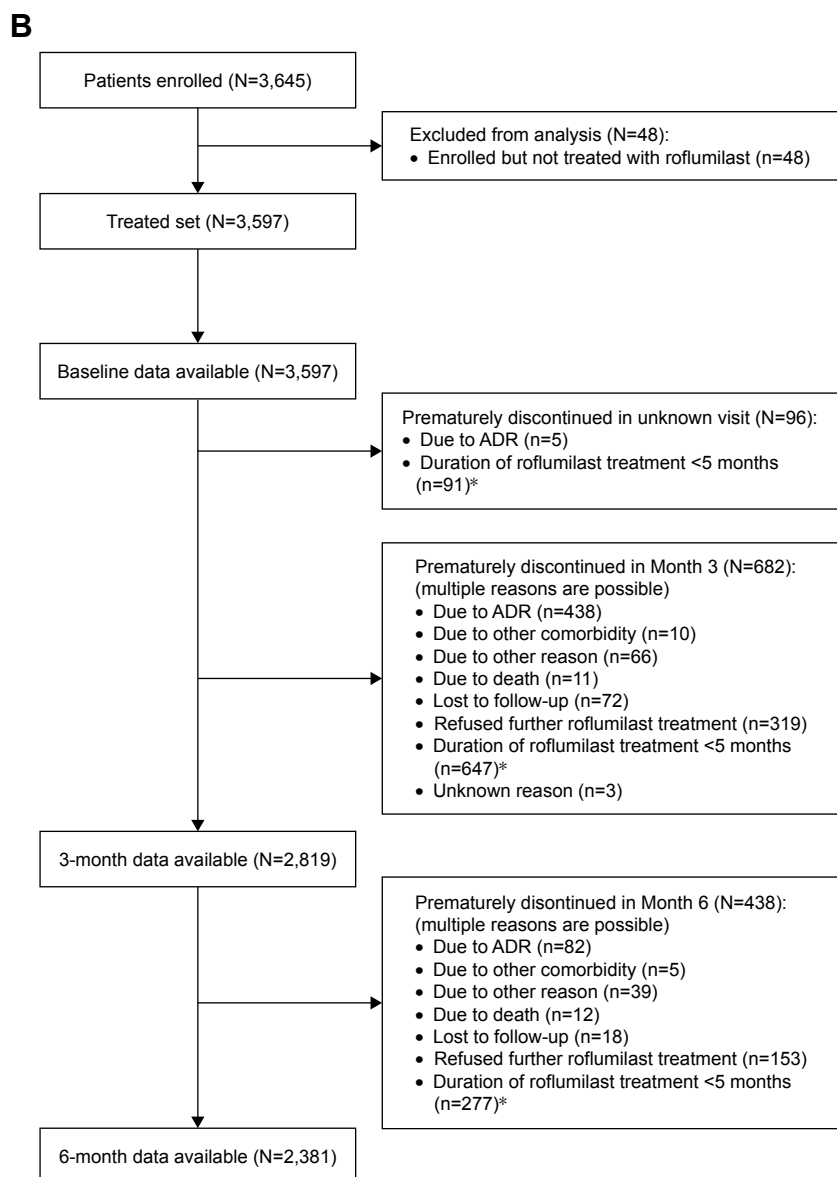 B
Patients enrolled (N=3,645)
Excluded from analysis (N=48):
• Enrolled but not treated with roflumilast (n=48)
Treated set (N=3,597)
Baseline data available (N=3,597)
Prematurely discontinued in unknown visit (N=96):
• Due to ADR (n=5)
• Duration of roflumilast treatment <5 months
(n=91)*
Prematurely discontinued in Month 3 (N=682):
(multiple reasons are possible)
• Due to ADR (n=438)
• Due to other comorbidity (n=10)
• Due to other reason (n=66)
• Due to death (n=11)
• Lost to follow-up (n=72)
• Refused further roflumilast treatment (n=319)
• Duration of roflumilast treatment <5 months
(n=647)*
• Unknown reason (n=3)
3-month data available (N=2,819)
Prematurely disontinued in Month 6 (N=438):
(multiple reasons are possible)
• Due to ADR (n=82)
• Due to other comorbidity (n=5)
• Due to other reason (n=39)
• Due to death (n=12)
• Lost to follow-up (n=18)
• Refused further roflumilast treatment (n=153)
• Duration of roflumilast treatment <5 months
(n=277)*
6-month data available (N=2,381)